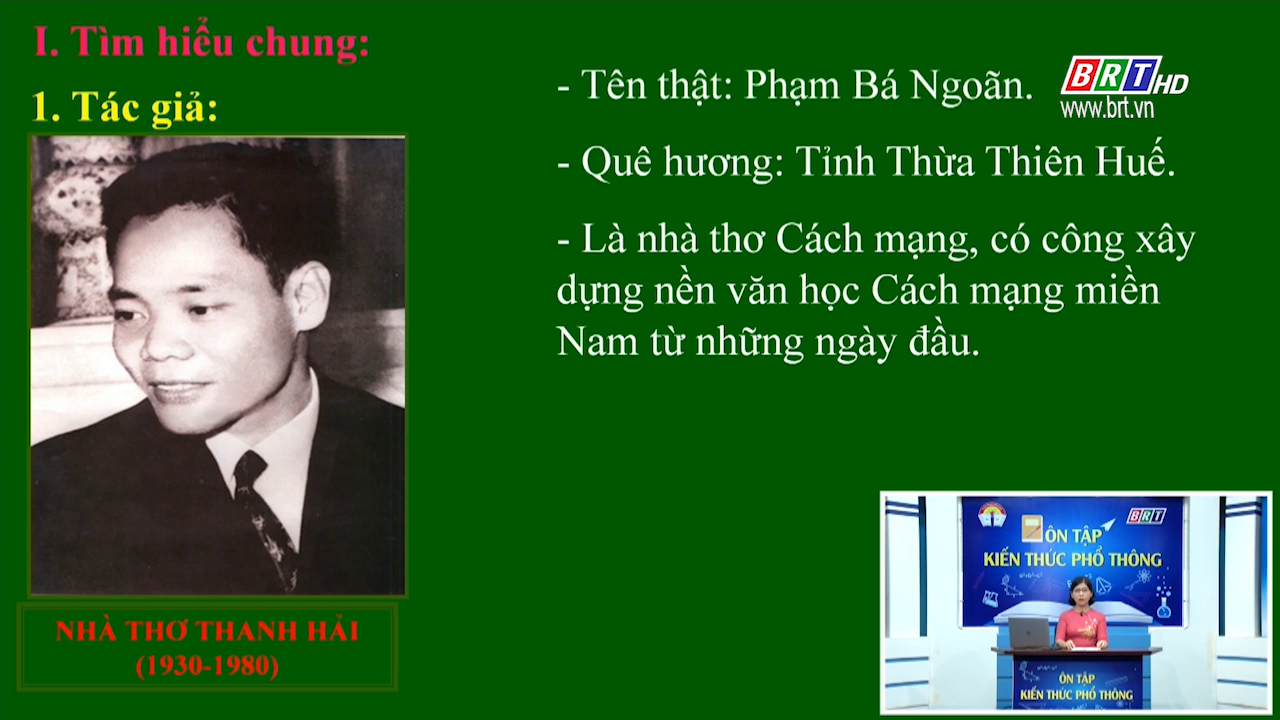 I. Tìm hiểu chung:
1. Tác giả:
NHÀ THƠ THANH HẢI
(1930-1980)
- Tên thật: Phạm Bá Ngoãn.
- Quê hương: Tỉnh Thừa Thiên Huế.
- Là nhà thơ Cách mạng, có công xây
dựng nền văn học Cách mạng miền
Nam từ những ngày đầu.
BRT HD
www.brt.vn
BRT
ÔN TẬP
KIẾN THỨC PHỔ THÔNG
ÔN TẬP
KIẾN THỨC PHỔ THÔNG